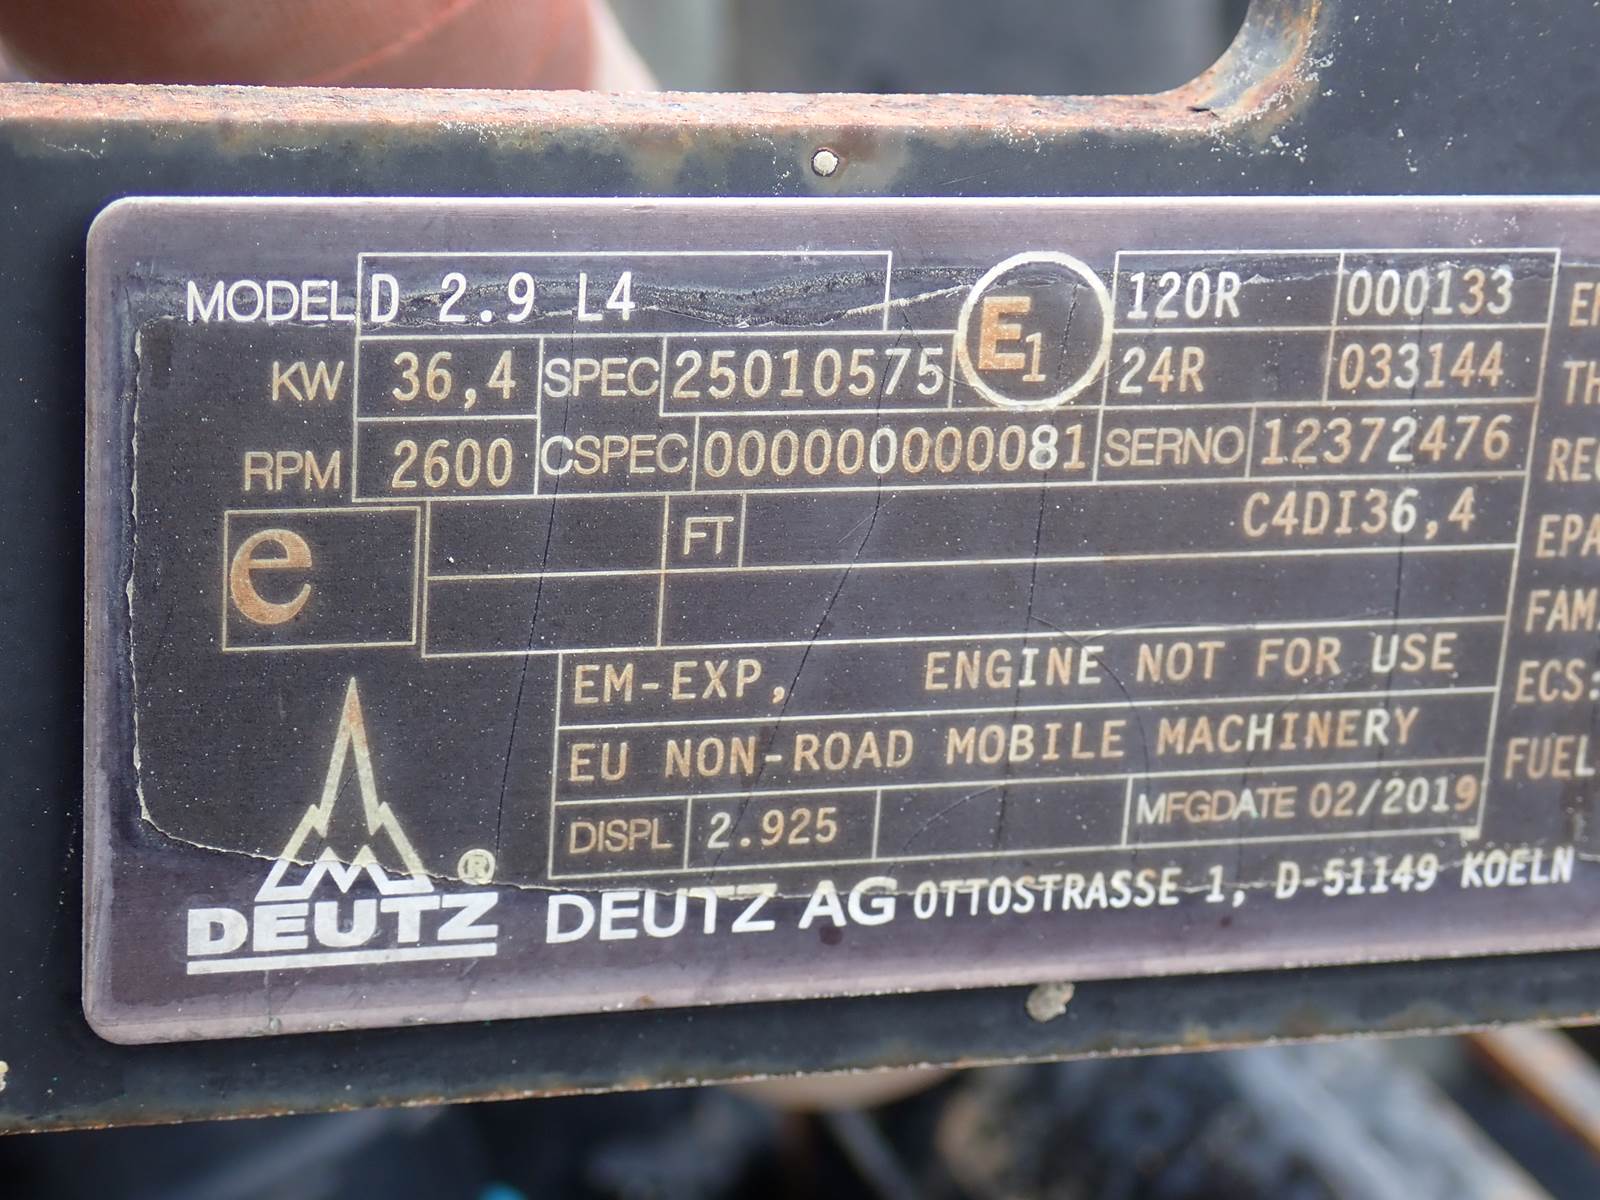 MODEL D 2.9 L4 E1 120R 000133
KW 36,4 SPEC 25010575 24R 033144
RPM 2600 CSPEC 000000000081 SERNO 12372476
e FT C4DI36,4
EM-EXP, ENGINE NOT FOR USE
EU NON-ROAD MOBILE MACHINERY
DISPL 2.925 MFGDATE 02/2019
DEUTZ ®
DEUTZ AG OTTOSTRASSE 1, D-51149 KOELN
EPA
FAM.
ECS:
FUEL